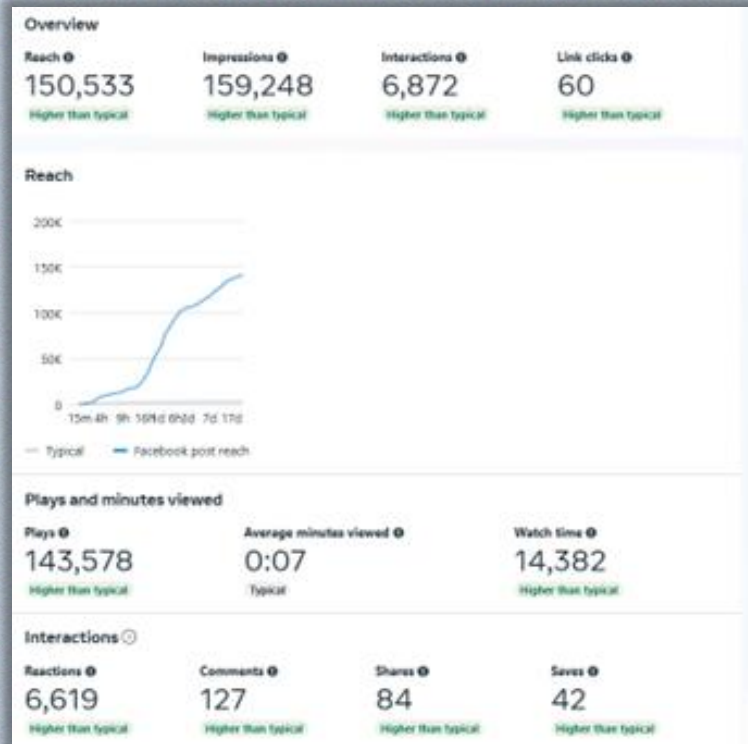 Overview
Reach Impressions Interactions Link clicks
150,533 159,248 6,872 60
Higher than typical Higher than typical Higher than typical Higher than typical
Reach
200K
150K
100K
50K
0
15m 4h 9h 16h 1d 6h 2d 7d 17d
Typical Facebook post reach
Plays and minutes viewed
Plays Average minutes viewed Watch time
143,578 0:07 14,382
Higher than typical Typical Higher than typical
Interactions
Reactions Comments Shares Saves
6,619 127 84 42
Higher than typical Higher than typical Higher than typical Higher than typical